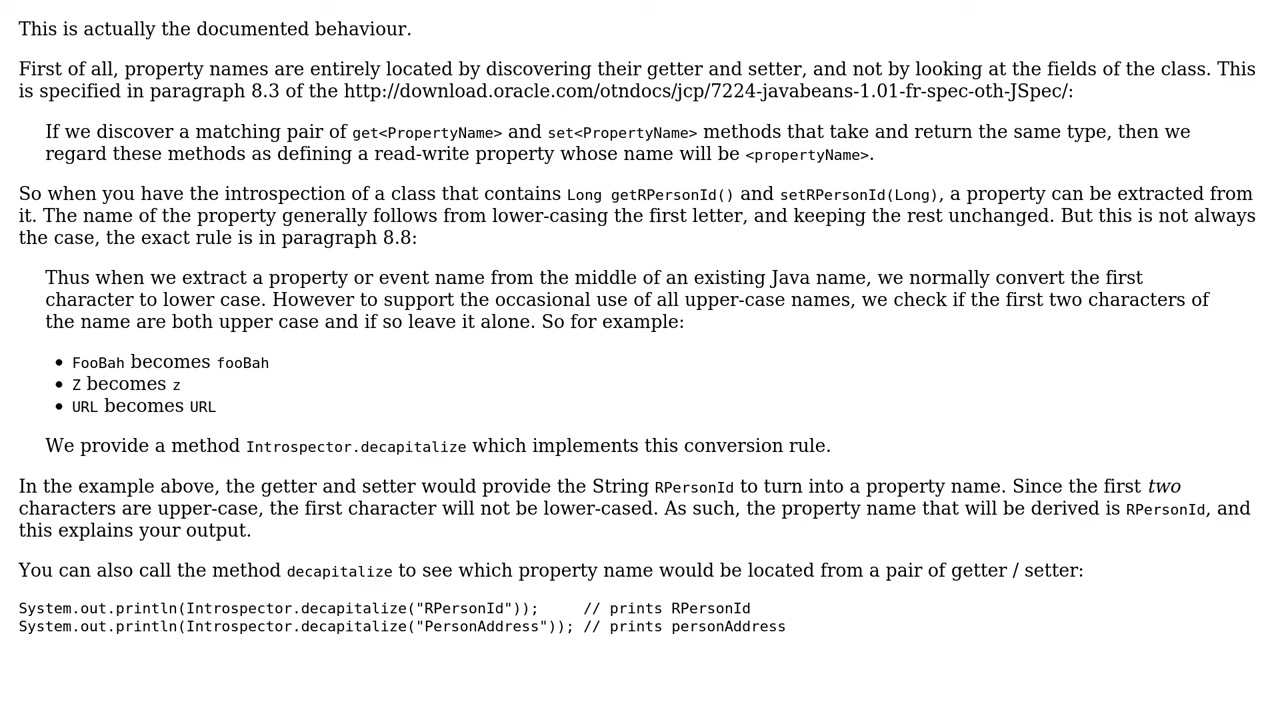 This is actually the documented behaviour.
First of all, property names are entirely located by discovering their getter and setter, and not by looking at the fields of the class. This
is specified in paragraph 8.3 of the http://download.oracle.com/otndocs/jcp/7224-javabeans-1.01-fr-spec-oth-JSpec/:
If we discover a matching pair of get<PropertyName> and set<PropertyName> methods that take and return the same type, then we
regard these methods as defining a read-write property whose name will be <propertyName>.
So when you have the introspection of a class that contains Long getRPersonId() and setRPersonId(Long), a property can be extracted from
it. The name of the property generally follows from lower-casing the first letter, and keeping the rest unchanged. But this is not always
the case, the exact rule is in paragraph 8.8:
Thus when we extract a property or event name from the middle of an existing Java name, we normally convert the first
character to lower case. However to support the occasional use of all upper-case names, we check if the first two characters of
the name are both upper case and if so leave it alone. So for example:
• FooBah becomes fooBah
• Z becomes z
• URL becomes URL
We provide a method Introspector.decapitalize which implements this conversion rule.
In the example above, the getter and setter would provide the String RPersonId to turn into a property name. Since the first two
characters are upper-case, the first character will not be lower-cased. As such, the property name that will be derived is RPersonId, and
this explains your output.
You can also call the method decapitalize to see which property name would be located from a pair of getter / setter:
System.out.println(Introspector.decapitalize("RPersonId"));     // prints RPersonId
System.out.println(Introspector.decapitalize("PersonAddress")); // prints personAddress